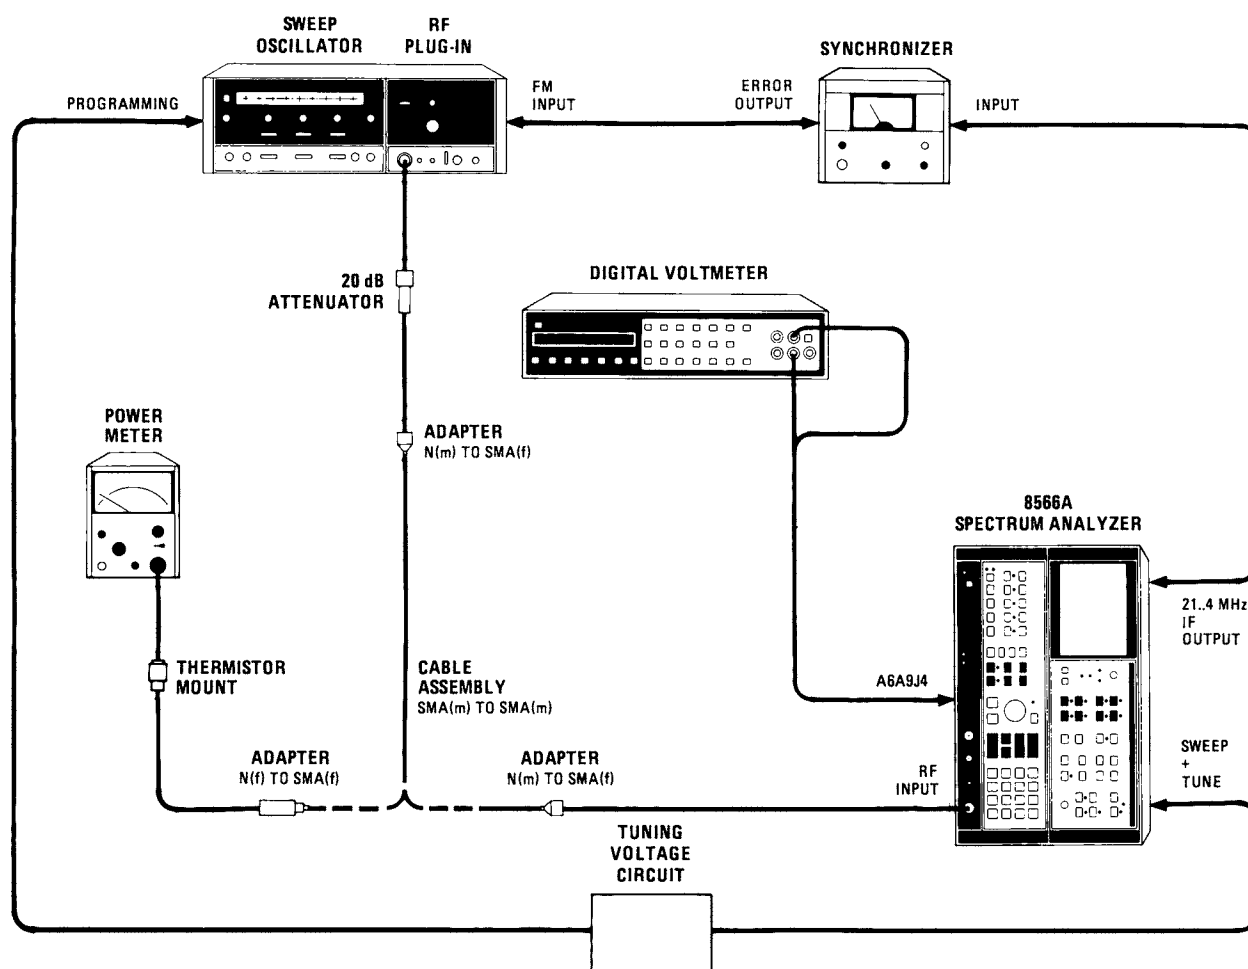 SWEEP
OSCILLATOR
RF
PLUG-IN
SYNCHRONIZER
PROGRAMMING
FM
INPUT
ERROR
OUTPUT
INPUT
20 dB
ATTENUATOR
DIGITAL VOLTMETER
POWER
METER
ADAPTER
N(m) TO SMA(f)
8566A
SPECTRUM ANALYZER
21..4 MHz
IF
OUTPUT
THERMISTOR
MOUNT
CABLE
ASSEMBLY
SMA(m) TO SMA(m)
A6A9J4
ADAPTER
N(f) TO SMA(f)
ADAPTER
N(m) TO SMA(f)
RF
INPUT
SWEEP
+
TUNE
TUNING
VOLTAGE
CIRCUIT